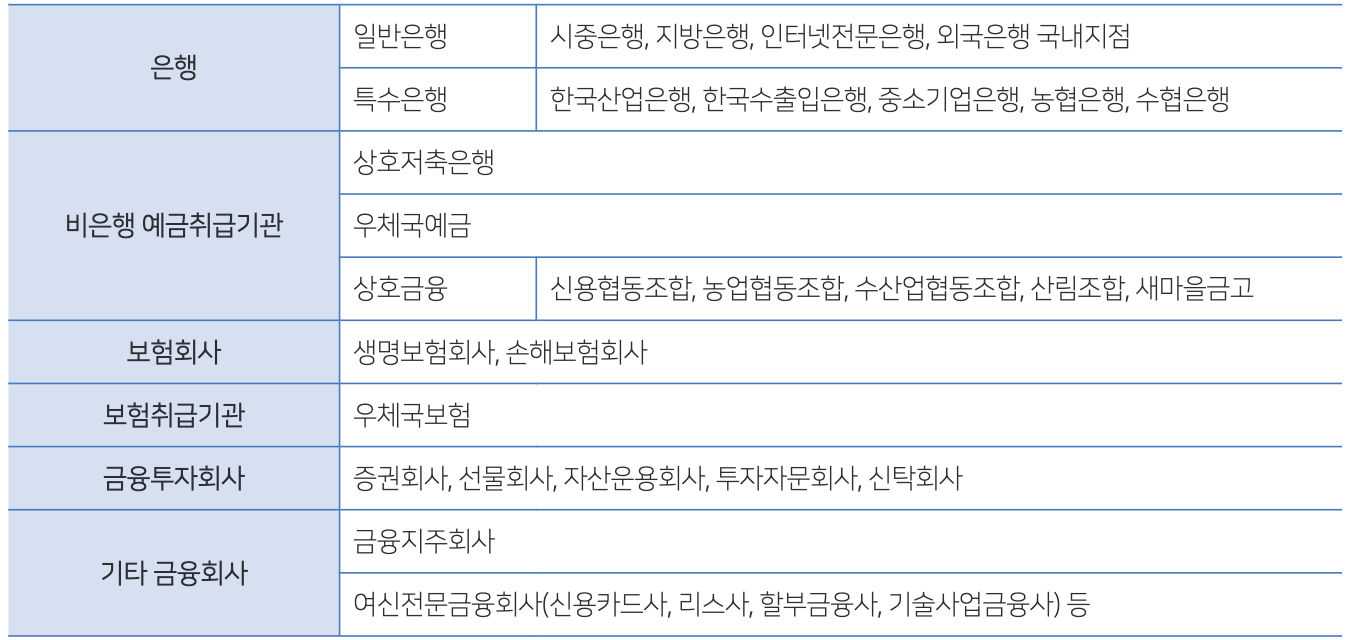 은행
일반은행
시중은행, 지방은행, 인터넷전문은행, 외국은행 국내지점
특수은행
한국산업은행, 한국수출입은행, 중소기업은행, 농협은행, 수협은행
비은행 예금취급기관
상호저축은행
우체국예금
상호금융
신용협동조합, 농업협동조합, 수산업협동조합, 산림조합, 새마을금고
보험회사
생명보험회사, 손해보험회사
보험취급기관
우체국보험
금융투자회사
증권회사, 선물회사, 자산운용회사, 투자자문회사, 신탁회사
기타 금융회사
금융지주회사
여신전문금융회사(신용카드사, 리스사, 할부금융사, 기술사업금융사) 등